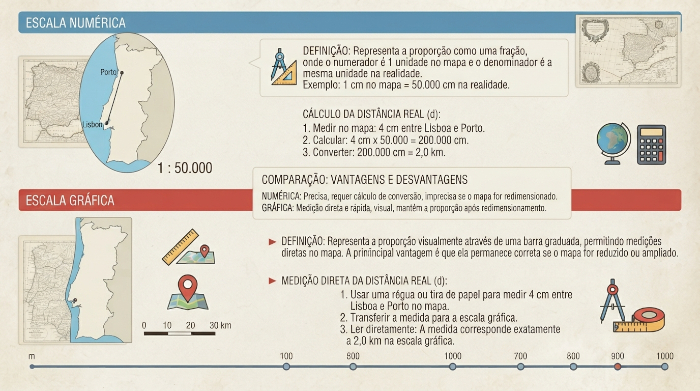 ESCALA NUMÉRICA
Porto
Lisboa
1 : 50.000
DEFINIÇÃO: Representa a proporção como uma fração,
onde o numerador é 1 unidade no mapa e o denominador é a
mesma unidade na realidade.
Exemplo: 1 cm no mapa = 50.000 cm na realidade.
CÁLCULO DA DISTÂNCIA REAL (d):
1. Medir no mapa: 4 cm entre Lisboa e Porto.
2. Calcular: 4 cm x 50.000 = 200.000 cm.
3. Converter: 200.000 cm = 2,0 km.
COMPARAÇÃO: VANTAGENS E DESVANTAGENS
NUMÉRICA: Precisa, requer cálculo de conversão, imprecisa se o mapa for redimensionado.
GRÁFICA: Medição direta e rápida, visual, mantém a proporção após redimensionamento.
ESCALA GRÁFICA
0 10 20 30 km
DEFINIÇÃO: Representa a proporção visualmente através de uma barra graduada, permitindo medições
diretas no mapa. A prinincipal vantagem é que ela permanece correta se o mapa for reduzido ou ampliado.
MEDIÇÃO DIRETA DA DISTÂNCIA REAL (d):
1. Usar uma régua ou tira de papel para medir 4 cm entre
Lisboa e Porto no mapa.
2. Transferir a medida para a escala gráfica.
3. Ler diretamente: A medida corresponde exatamente
a 2,0 km na escala gráfica.
m 100 600 1000 700 800 900 1000